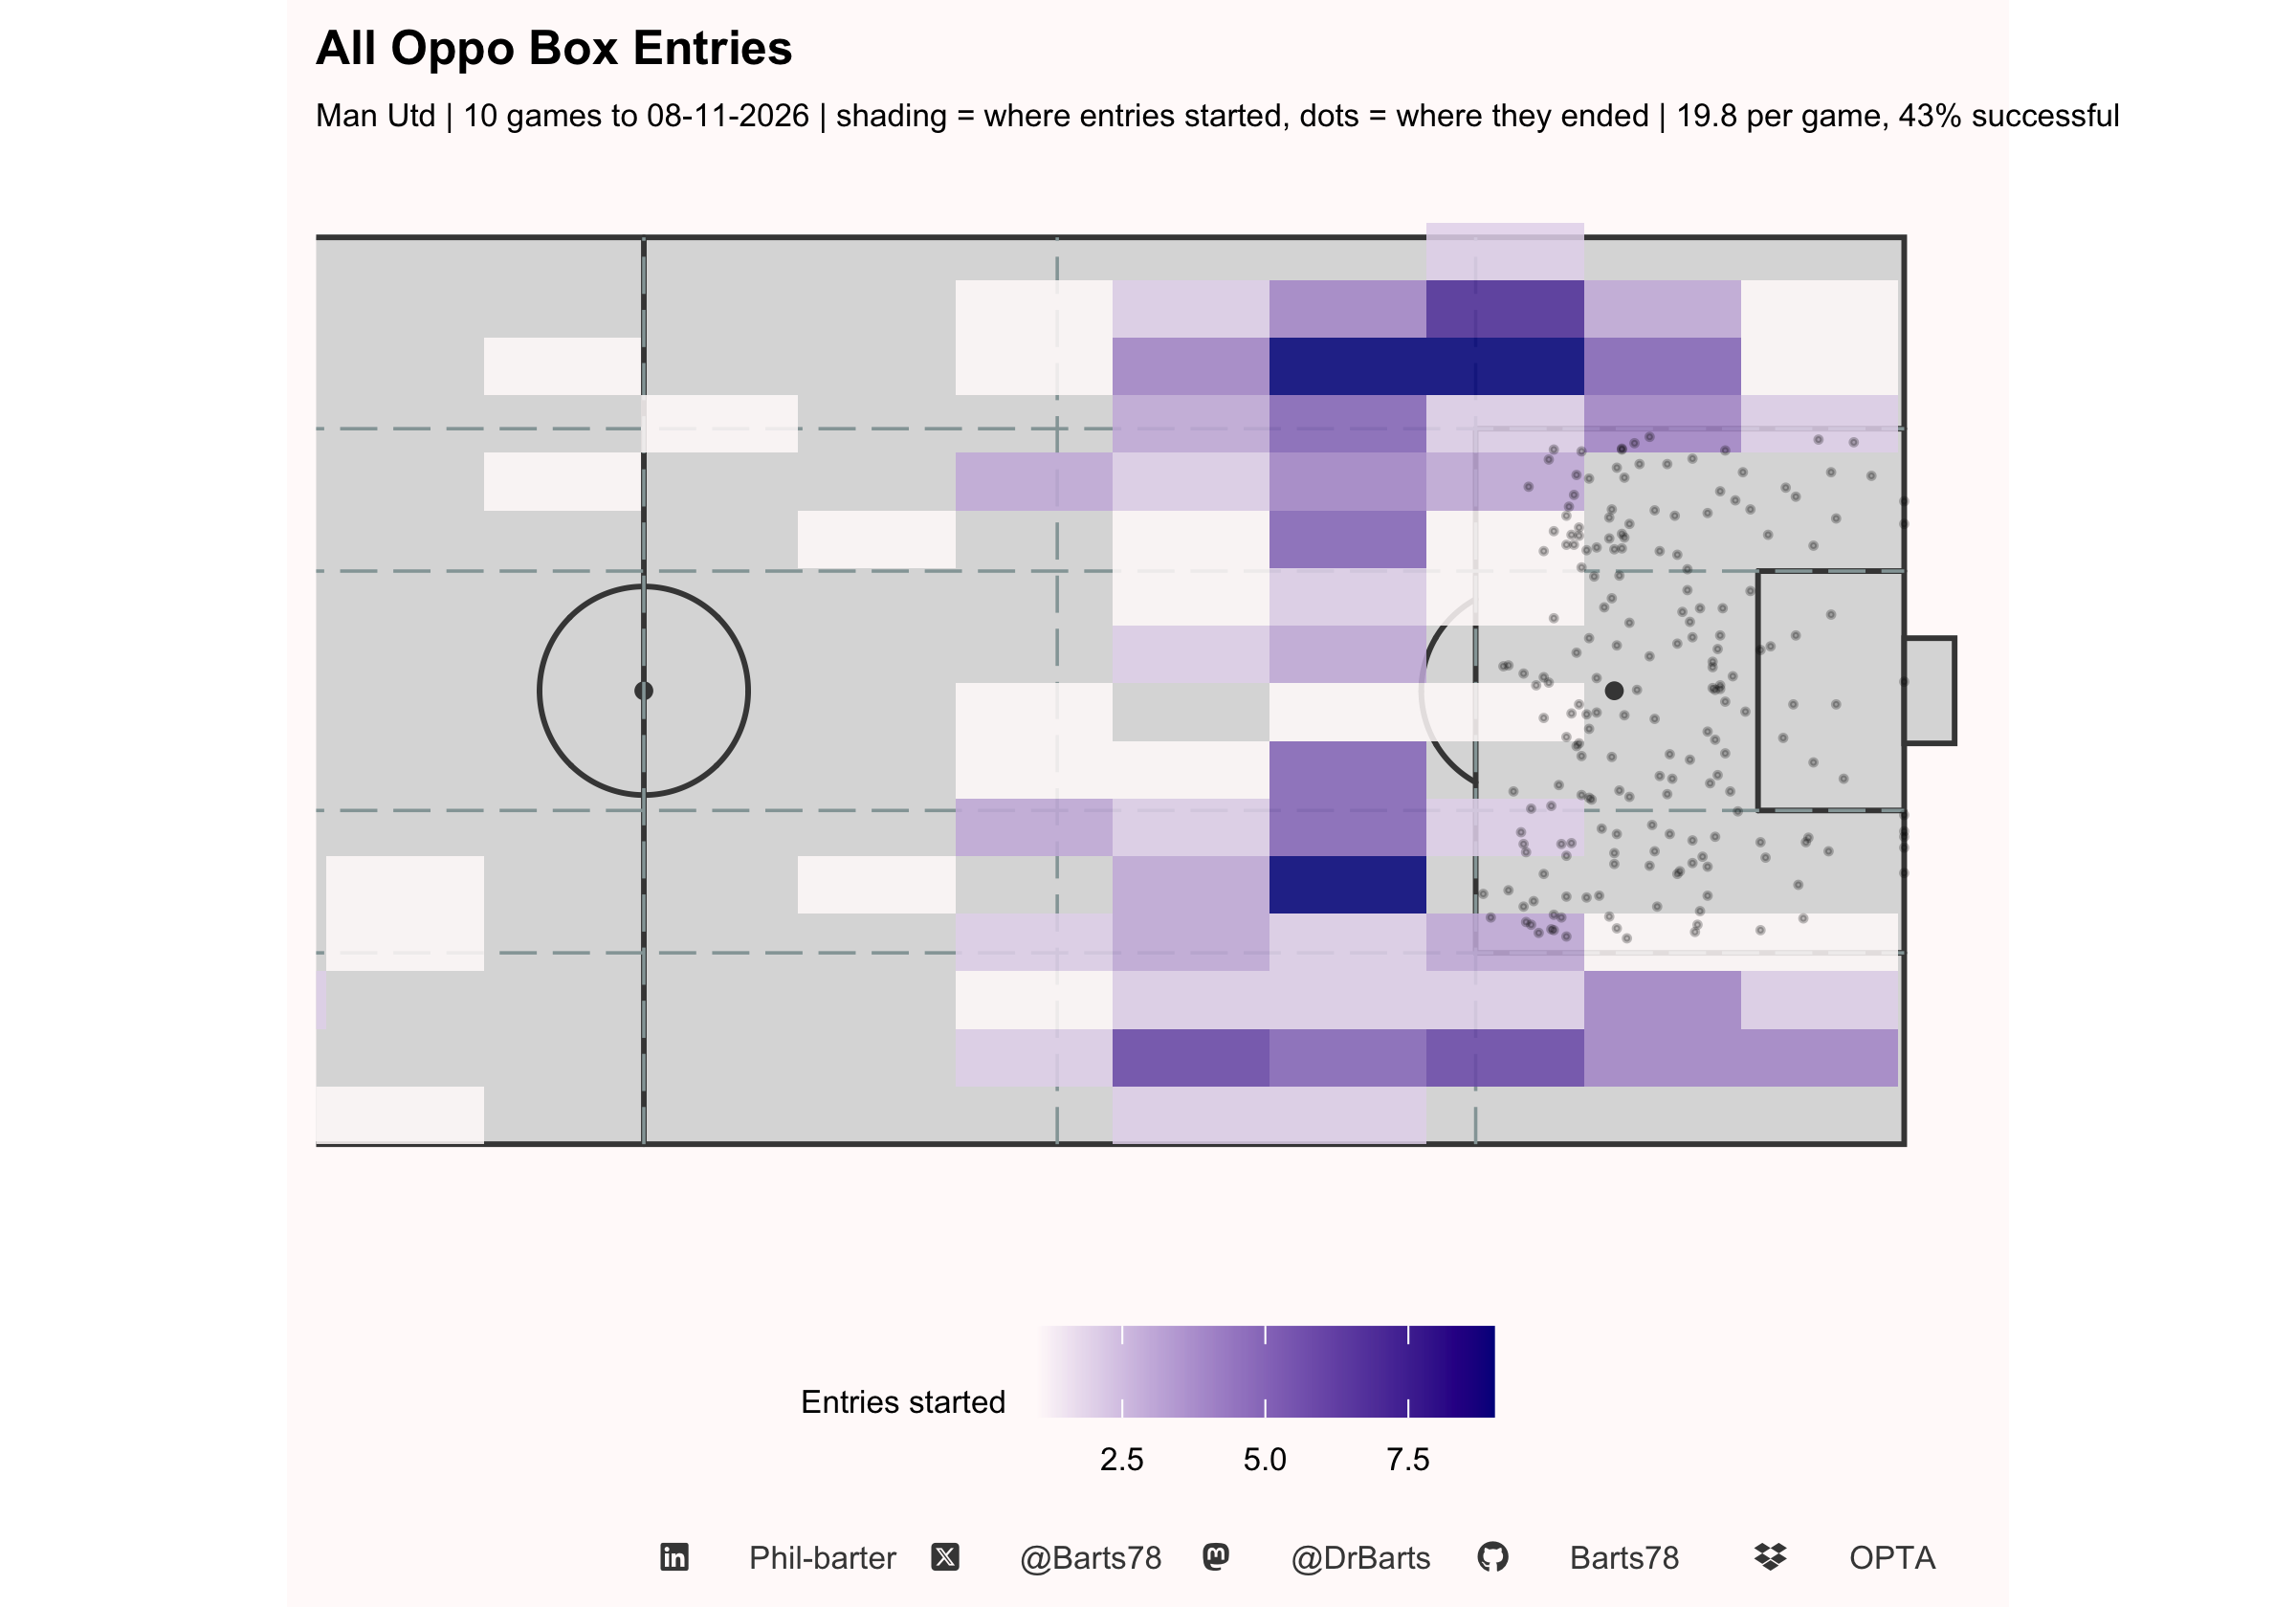 All Oppo Box Entries
Man Utd | 10 games to 08-11-2026 | shading = where entries started, dots = where they ended | 19.8 per game, 43% successful
Entries started
2.5 5.0 7.5
Phil-barter @Barts78 @DrBarts Barts78 OPTA